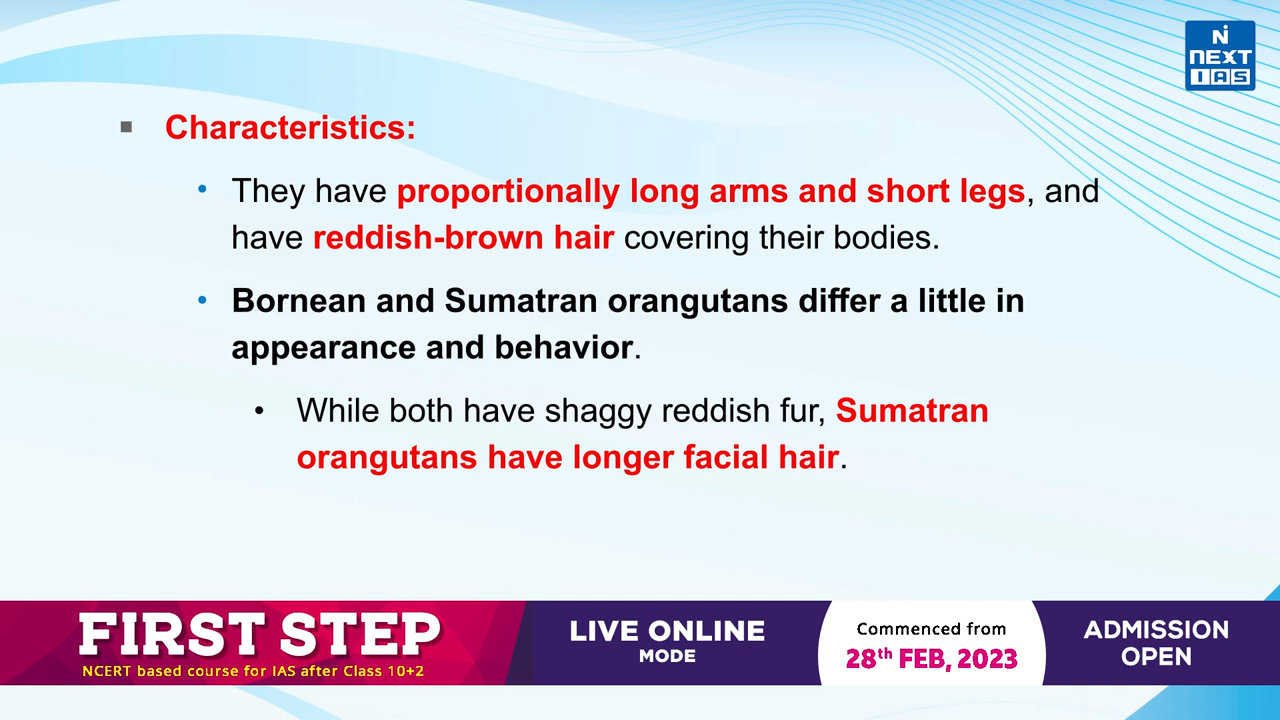 NEXT
IAS
▪ Characteristics:
• They have proportionally long arms and short legs, and
have reddish-brown hair covering their bodies.
• Bornean and Sumatran orangutans differ a little in
appearance and behavior.
• While both have shaggy reddish fur, Sumatran
orangutans have longer facial hair.
FIRST STEP
NCERT based course for IAS after Class 10+2
LIVE ONLINE
MODE
Commenced from
28th FEB, 2023
ADMISSION
OPEN